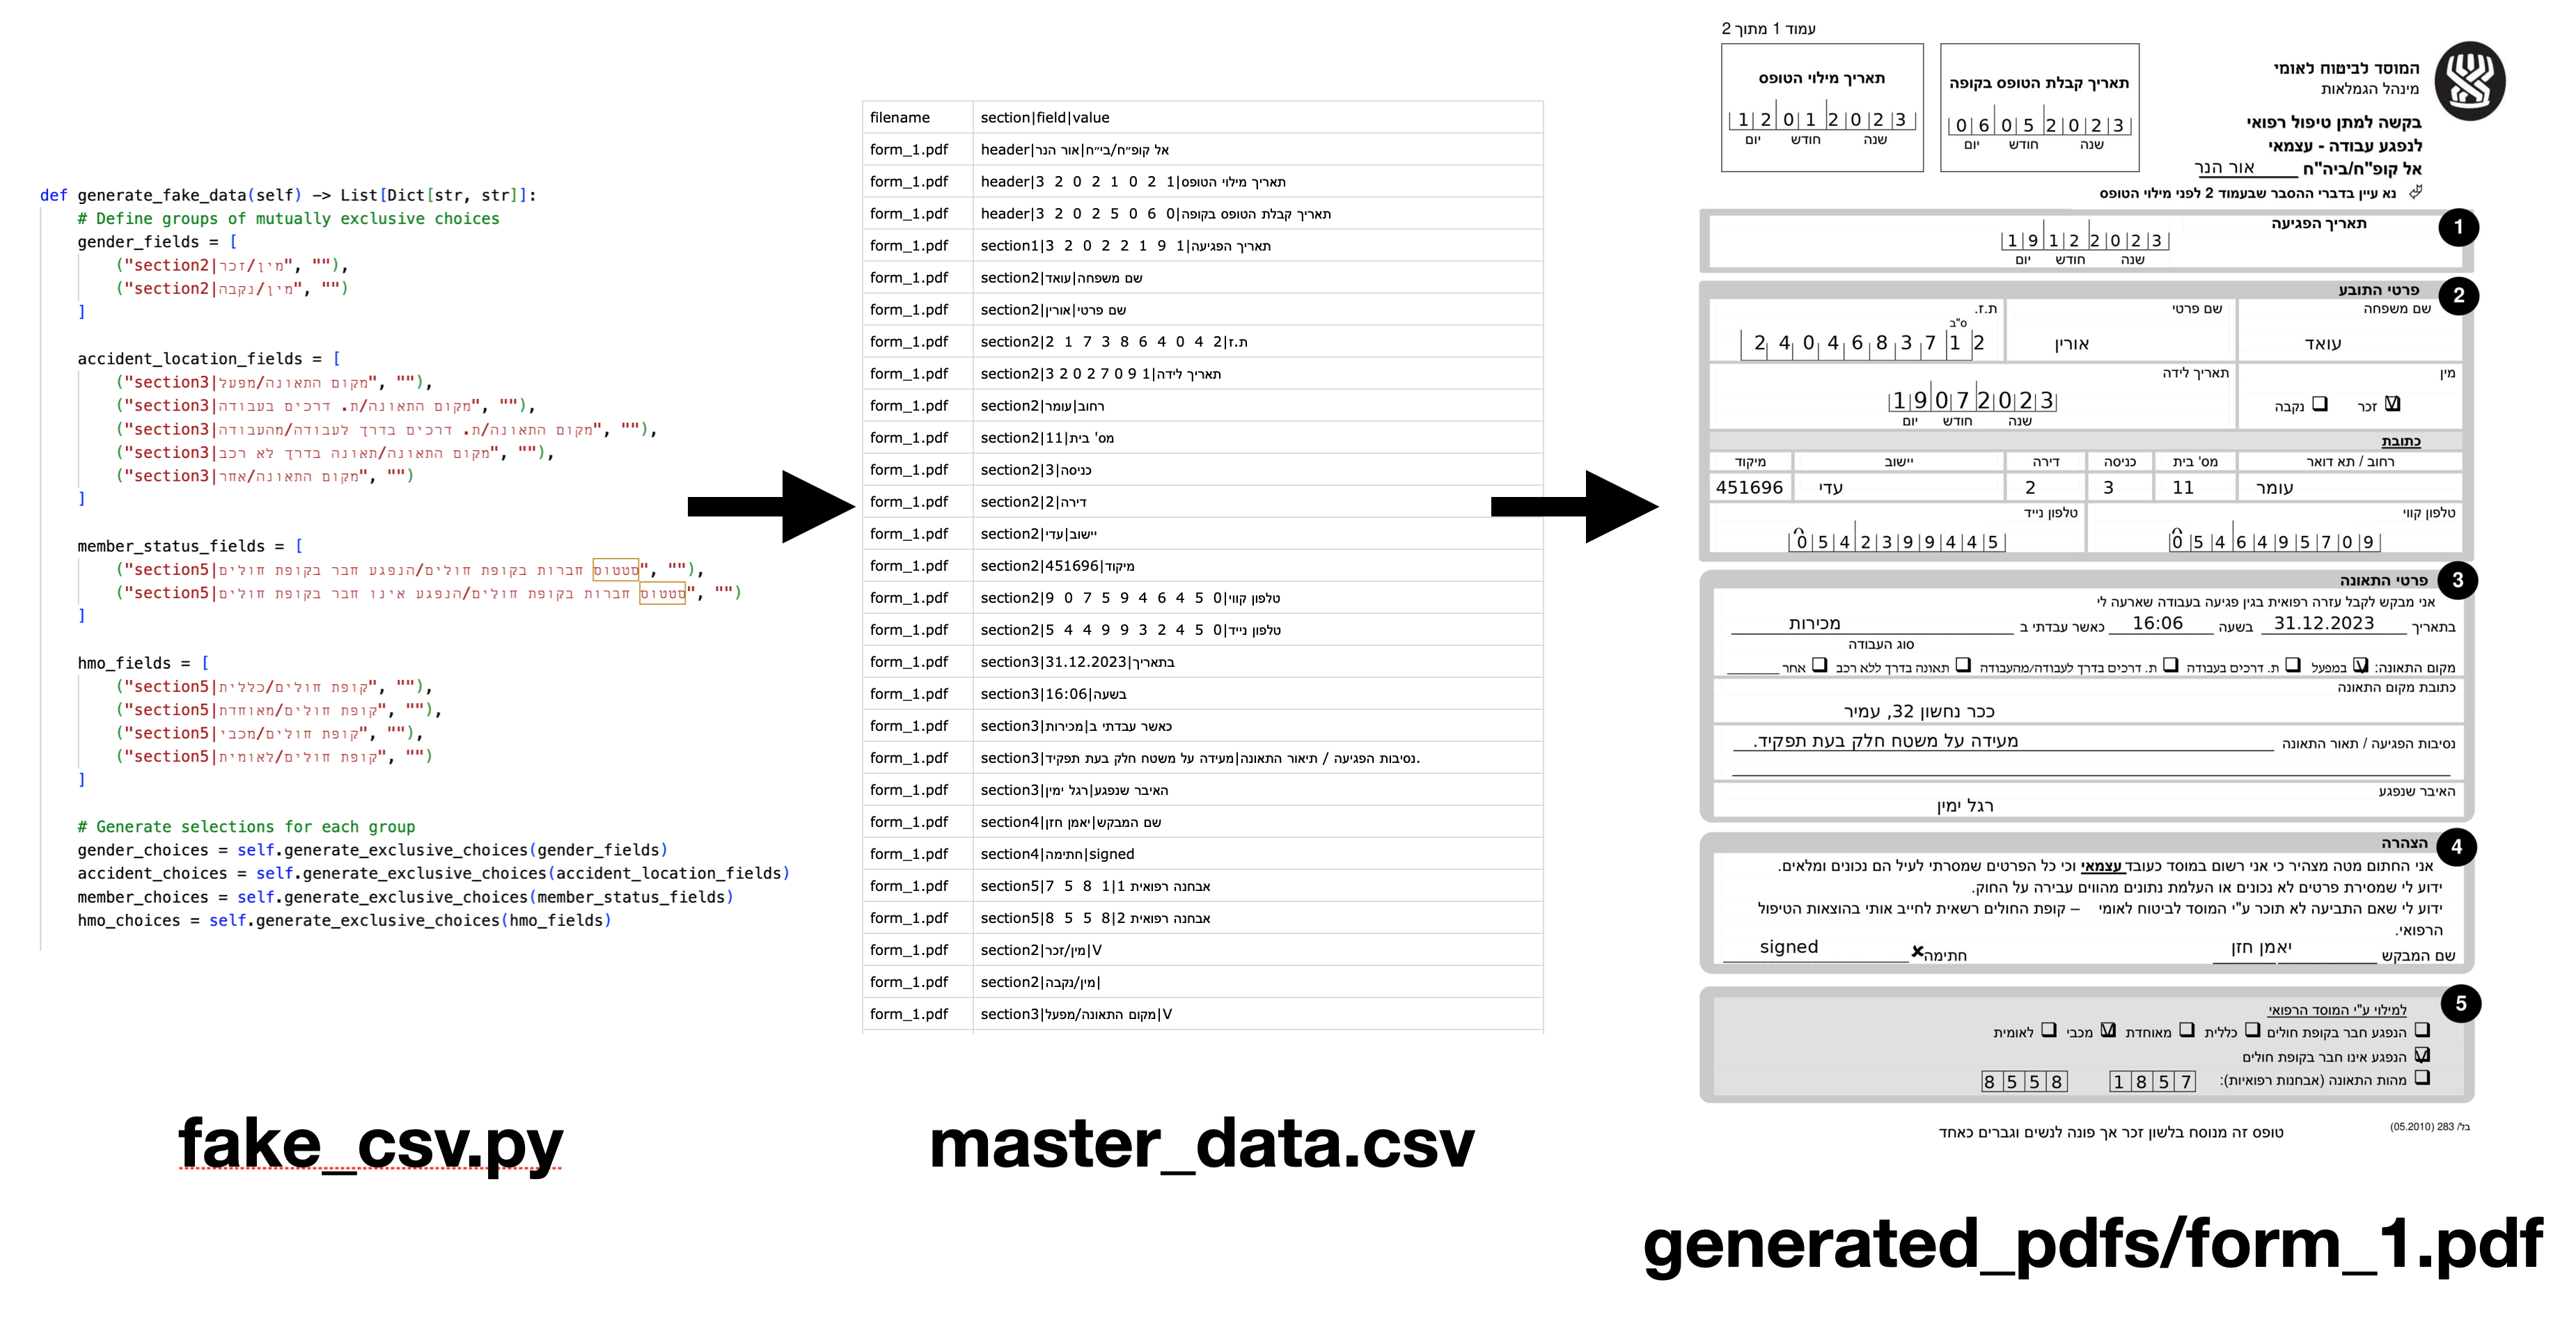 def generate_fake_data(self) -> List[Dict[str, str]]:
# Define groups of mutually exclusive choices
gender_fields = [
("section2|מין/זכר", ""),
("section2|מין/נקבה", "")
]
accident_location_fields = [
("section3|מקום התאונה/מפעל", ""),
("section3|מקום התאונה/ת. דרכים בעבודה", ""),
("section3|מקום התאונה/ת. דרכים בדרך לעבודה/מהעבודה", ""),
("section3|מקום התאונה/תאונה בדרך לא רכב", ""),
("section3|מקום התאונה/אחר", "")
]
member_status_fields = [
("section5|סטטוס חברות בקופת חולים/הנפגע חבר בקופת חולים", ""),
("section5|סטטוס חברות בקופת חולים/הנפגע אינו חבר בקופת חולים", "")
]
hmo_fields = [
("section5|קופת חולים/כללית", ""),
("section5|קופת חולים/מאוחדת", ""),
("section5|קופת חולים/מכבי", ""),
("section5|קופת חולים/לאומית", "")
]
# Generate selections for each group
gender_choices = self.generate_exclusive_choices(gender_fields)
accident_choices = self.generate_exclusive_choices(accident_location_fields)
member_choices = self.generate_exclusive_choices(member_status_fields)
hmo_choices = self.generate_exclusive_choices(hmo_fields)
fake_csv.py
filename section|field|value
form_1.pdf header|אל קופ״ח/בי״ח|אור הנר
form_1.pdf header|תאריך מילוי הטופס|1 2 0 1 2 0 2 3
form_1.pdf header|תאריך קבלת הטופס בקופה|0 6 0 5 2 0 2 3
form_1.pdf section1|תאריך הפגיעה|1 9 1 2 2 0 2 3
form_1.pdf section2|שם משפחה|עואד
form_1.pdf section2|שם פרטי|אורין
form_1.pdf section2|ת.ז|2 4 0 4 6 8 3 7 1 2
form_1.pdf section2|תאריך לידה|1 9 0 7 2 0 2 3
form_1.pdf section2|רחוב|עומר
form_1.pdf section2|מס' בית|11
form_1.pdf section2|כניסה|3
form_1.pdf section2|דירה|2
form_1.pdf section2|יישוב|עדי
form_1.pdf section2|מיקוד|451696
form_1.pdf section2|טלפון קווי|0 5 4 6 4 9 5 7 0 9
form_1.pdf section2|טלפון נייד|0 5 4 2 3 9 9 4 4 5
form_1.pdf section3|בתאריך|31.12.2023
form_1.pdf section3|בשעה|16:06
form_1.pdf section3|כאשר עבדתי ב|מכירות
form_1.pdf section3|נסיבות הפגיעה / תיאור התאונה|מעידה על משטח חלק בעת תפקיד.
form_1.pdf section3|האיבר שנפגע|רגל ימין
form_1.pdf section4|שם המבקש|יאמן חזן
form_1.pdf section4|חתימה|signed
form_1.pdf section5|אבחנה רפואית 1|1 8 5 7
form_1.pdf section5|אבחנה רפואית 2|8 5 5 8
form_1.pdf section2|מין/זכר|V
form_1.pdf section2|מין/נקבה|
form_1.pdf section3|מקום התאונה/מפעל|V
master_data.csv
עמוד 1 מתוך 2
המוסד לביטוח לאומי
מינהל הגמלאות
בקשה למתן טיפול רפואי
לנפגע עבודה - עצמאי
אל קופ"ח/ביה"ח אור הנר
תאריך קבלת הטופס בקופה
0 6 0 5 2 0 2 3
שנה חודש יום
תאריך מילוי הטופס
1 2 0 1 2 0 2 3
שנה חודש יום
נא עיין בדברי ההסבר שבעמוד 2 לפני מילוי הטופס
1 תאריך הפגיעה
1 9 1 2 2 0 2 3
שנה חודש יום
2 פרטי התובע
שם משפחה שם פרטי ת.ז.
ס"ב
עואד אורין 2 4 0 4 6 8 3 7 1 2
מין תאריך לידה
V זכר נקבה 1 9 0 7 2 0 2 3
שנה חודש יום
כתובת
רחוב / תא דואר מס' בית כניסה דירה יישוב מיקוד
עומר 11 3 2 עדי 451696
טלפון קווי טלפון נייד
0 5 4 6 4 9 5 7 0 9 0 5 4 2 3 9 9 4 4 5
3 פרטי התאונה
אני מבקש לקבל עזרה רפואית בגין פגיעה בעבודה שארעה לי
בתאריך 31.12.2023 בשעה 16:06 כאשר עבדתי ב מכירות
סוג העבודה
מקום התאונה: V במפעל ת. דרכים בעבודה ת. דרכים בדרך לעבודה/מהעבודה תאונה בדרך ללא רכב אחר
כתובת מקום התאונה
ככר נחשון 32, עמיר
נסיבות הפגיעה / תאור התאונה מעידה על משטח חלק בעת תפקיד.
האיבר שנפגע
רגל ימין
4 הצהרה
אני החתום מטה מצהיר כי אני רשום במוסד כעובד עצמאי וכי כל הפרטים שמסרתי לעיל הם נכונים ומלאים.
ידוע לי שמסירת פרטים לא נכונים או העלמת נתונים מהווים עבירה על החוק.
ידוע לי שאם התביעה לא תוכר ע"י המוסד לביטוח לאומי – קופת החולים רשאית לחייב אותי בהוצאות הטיפול
הרפואי.
שם המבקש יאמן חזן חתימה ✘ signed
5 למילוי ע"י המוסד הרפואי
הנפגע חבר בקופת חולים כללית מאוחדת V מכבי לאומית
V הנפגע אינו חבר בקופת חולים
מהות התאונה (אבחנות רפואיות): 1 8 5 7 8 5 5 8
בל/ 283 (05.2010)
טופס זה מנוסח בלשון זכר אך פונה לנשים וגברים כאחד
generated_pdfs/form_1.pdf